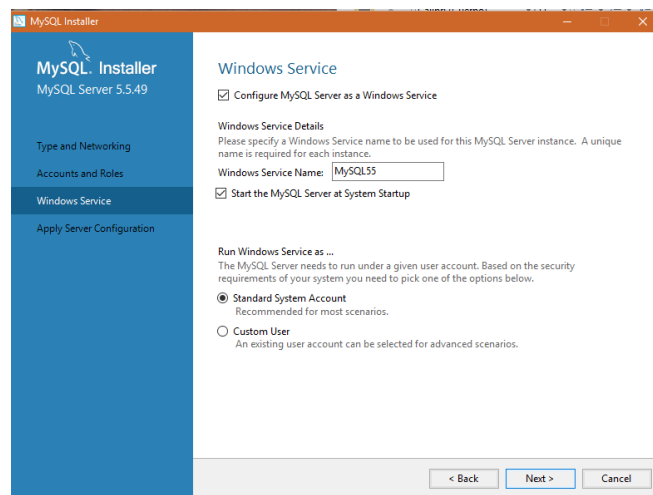 MySQL Installer
MySQL. Installer
MySQL Server 5.5.49
Type and Networking
Accounts and Roles
Windows Service
Apply Server Configuration
Windows Service
Configure MySQL Server as a Windows Service
Windows Service Details
Please specify a Windows Service name to be used for this MySQL Server instance. A unique
name is required for each instance.
Windows Service Name: MySQL55
Start the MySQL Server at System Startup
Run Windows Service as ...
The MySQL Server needs to run under a given user account. Based on the security
requirements of your system you need to pick one of the options below.
Standard System Account
Recommended for most scenarios.
Custom User
An existing user account can be selected for advanced scenarios.
< Back Next > Cancel